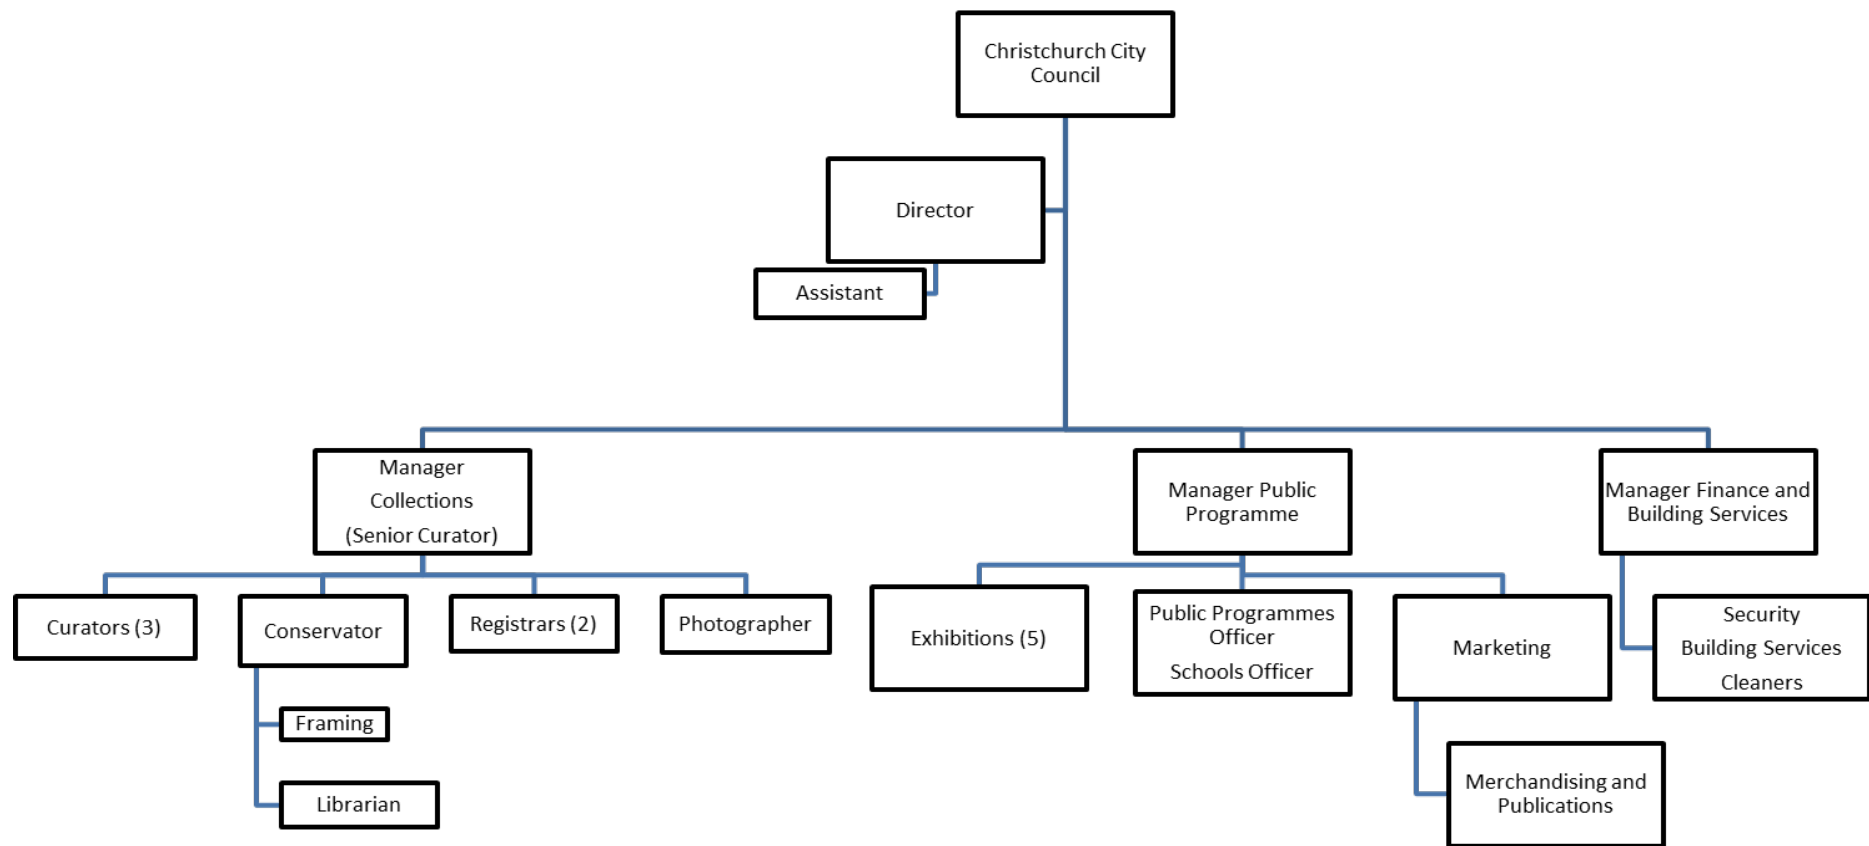 Christchurch City
Council
Director
Assistant
Manager
Collections
(Senior Curator)
Manager Public
Programme
Manager Finance and
Building Services
Curators (3)
Conservator
Registrars (2)
Photographer
Exhibitions (5)
Public Programmes
Officer
Schools Officer
Marketing
Security
Building Services
Cleaners
Framing
Librarian
Merchandising and
Publications